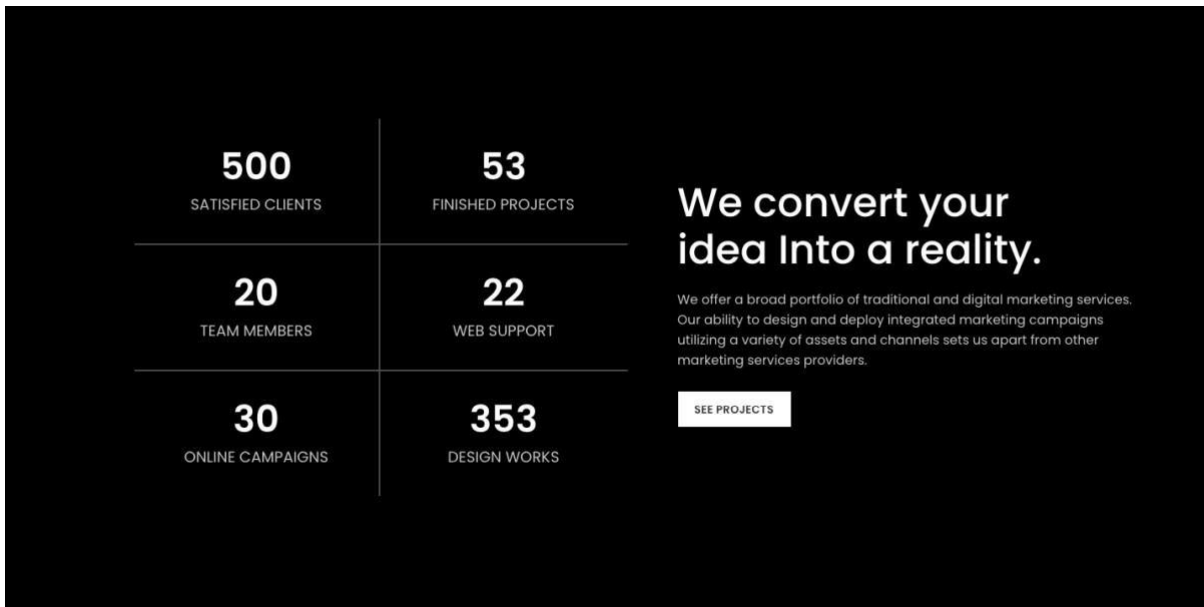 500
SATISFIED CLIENTS
53
FINISHED PROJECTS
20
TEAM MEMBERS
22
WEB SUPPORT
30
ONLINE CAMPAIGNS
353
DESIGN WORKS
We convert your
idea Into a reality.
We offer a broad portfolio of traditional and digital marketing services.
Our ability to design and deploy integrated marketing campaigns
utilizing a variety of assets and channels sets us apart from other
marketing services providers.
SEE PROJECTS